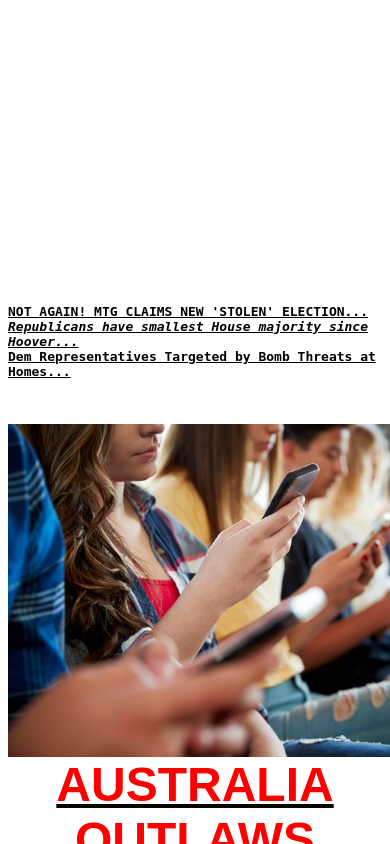 NOT AGAIN! MTG CLAIMS NEW 'STOLEN' ELECTION...
Republicans have smallest House majority since
Hoover...
Dem Representatives Targeted by Bomb Threats at
Homes...
AUSTRALIA
OUTLAWS